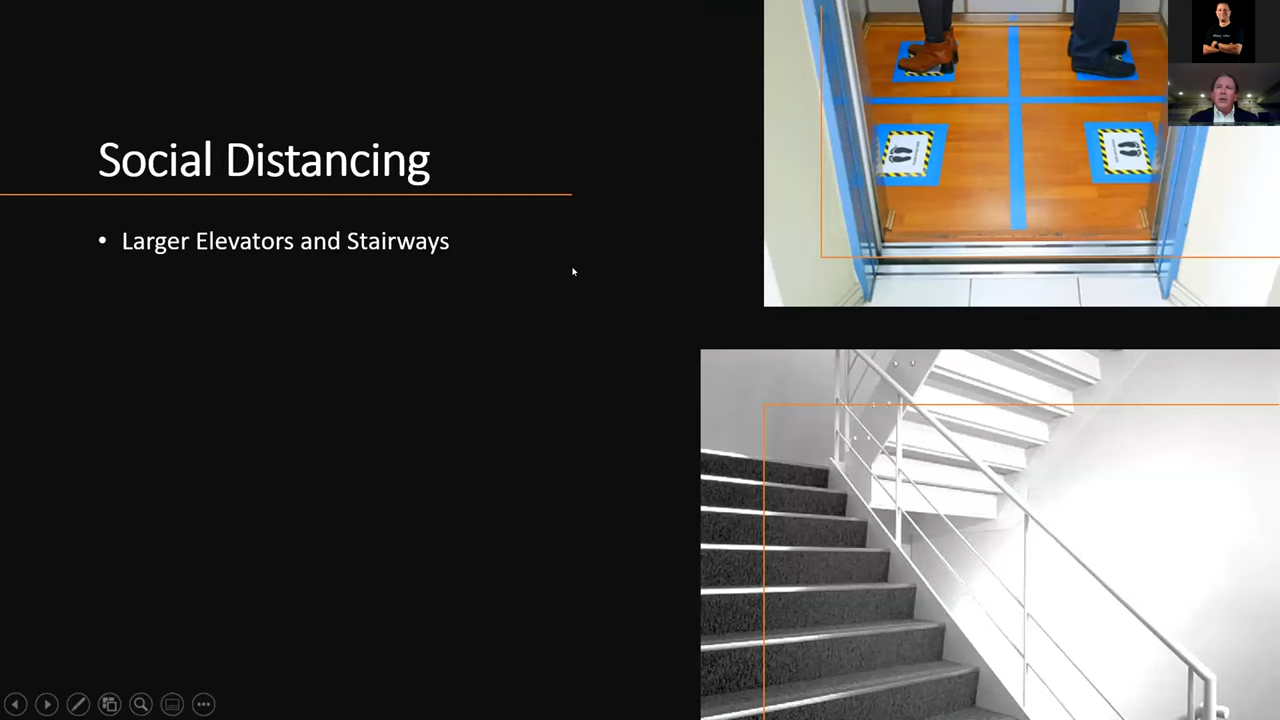 Social Distancing
• Larger Elevators and Stairways